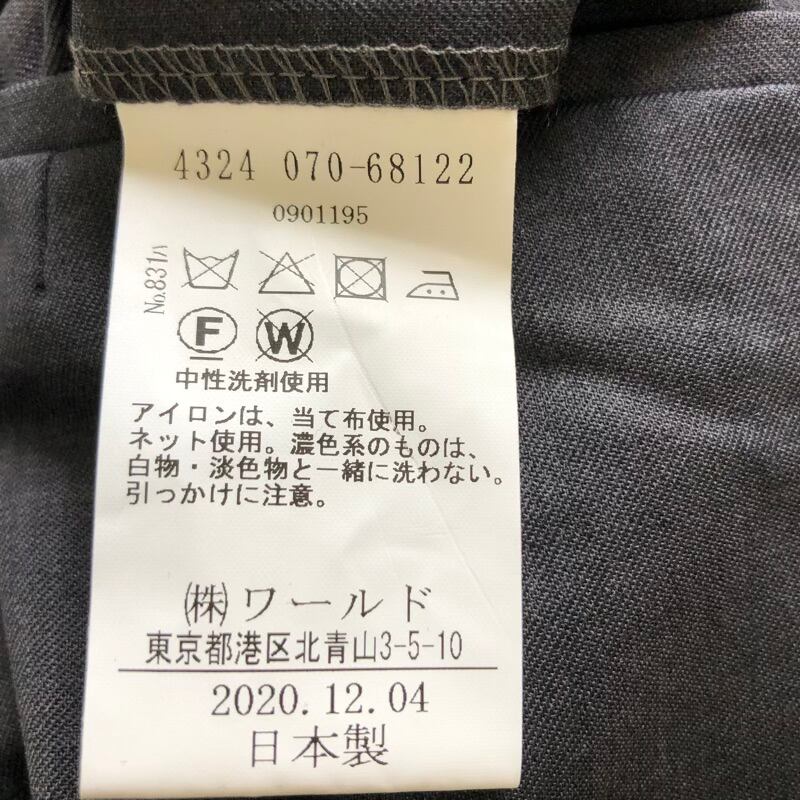 4324 070-68122
0901195
No.831ハ
F W
中性洗剤使用
アイロンは、当て布使用。
ネット使用。濃色系のものは、
白物・淡色物と一緒に洗わない。
引っかけに注意。
㈱ワールド
東京都港区北青山3-5-10
2020.12.04
日本製